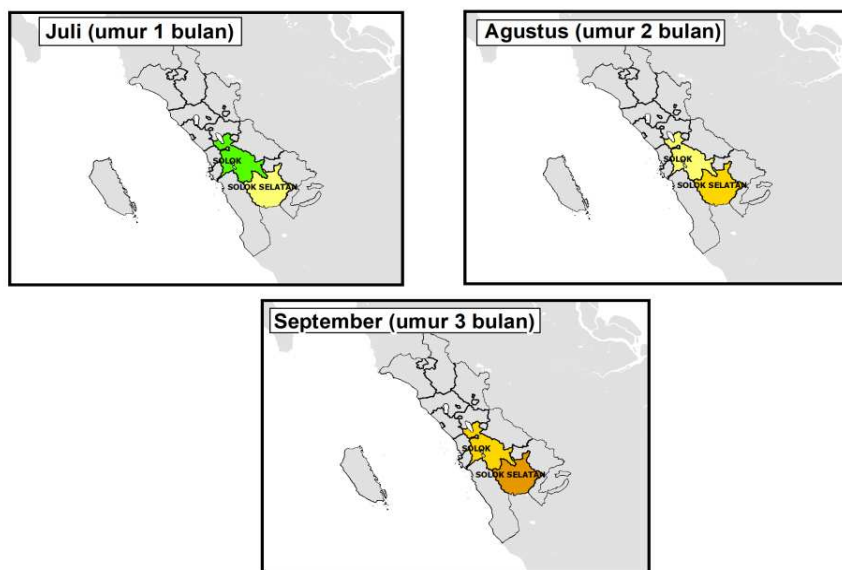 Juli (umur 1 bulan)
SOLOK
SOLOK SELATAN
Agustus (umur 2 bulan)
SOLOK
SOLOK SELATAN
September (umur 3 bulan)
SOLOK
SOLOK SELATAN